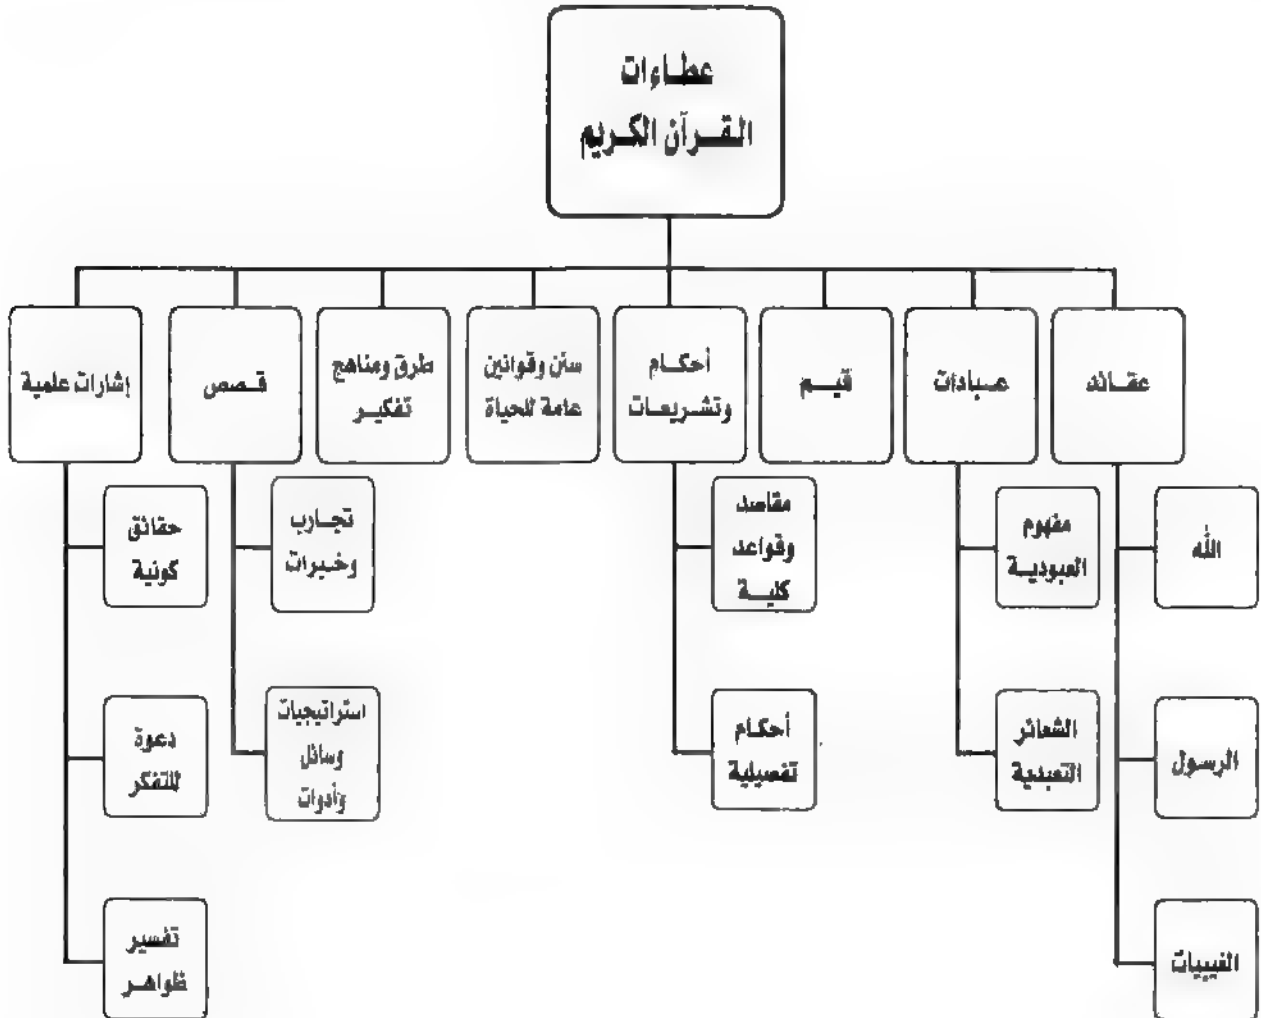 عطاءات
القرآن الكريم
عقائد
عبادات
قيم
أحكام
وتشريعات
سنن وقوانين
عامة للحياة
طرق ومناهج
تفكير
قصص
إشارات علمية
الله
الرسول
الغيبيات
مفهوم
العبودية
الشعائر
التعبدية
مقاصد
وقواعد
كلية
أحكام
تفصيلية
تجارب
وخبرات
استراتيجيات
وسائل
وأدوات
حقائق
كونية
دعوة
للتفكر
تفسير
ظواهر